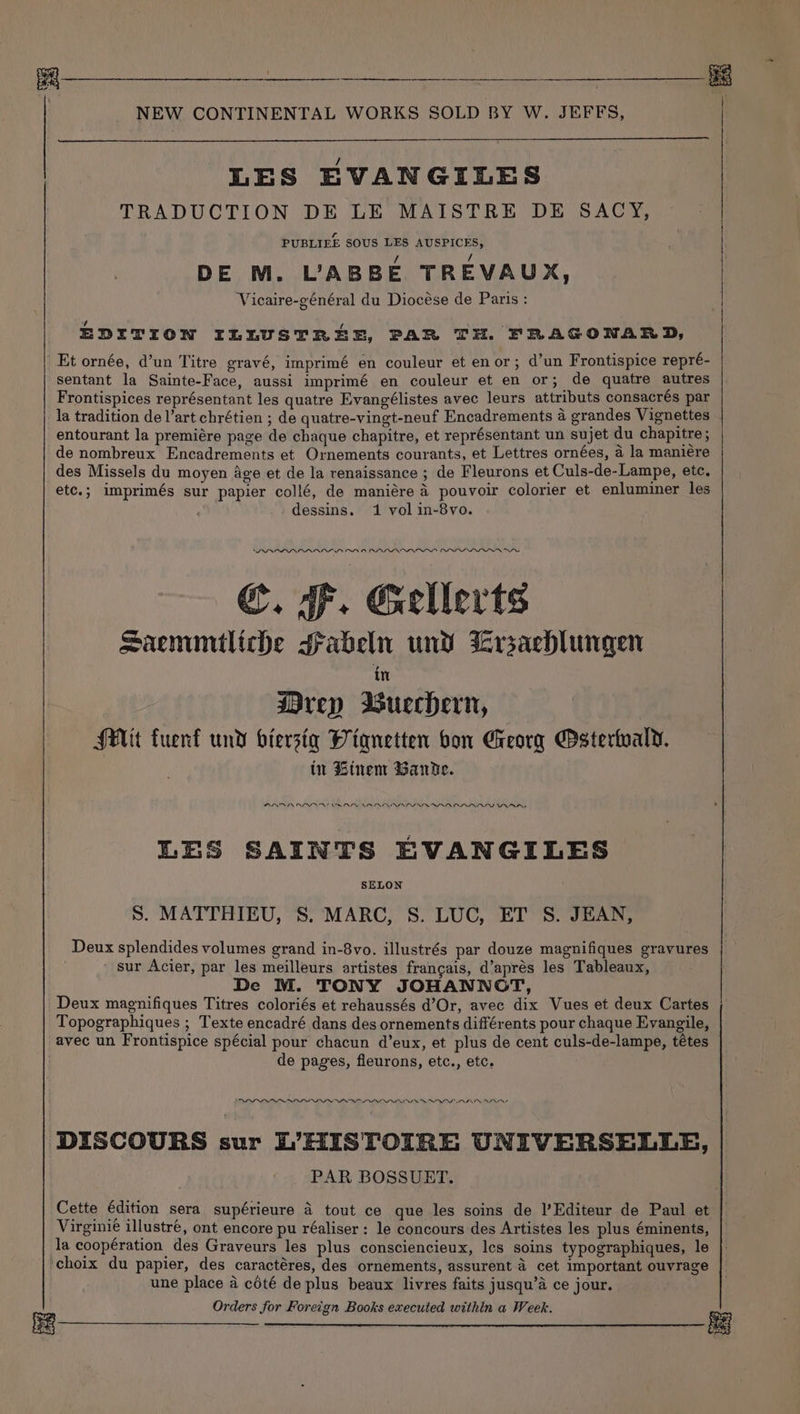 NEW CONTINENTAL WORKS SOLD BY W. JEFFS,
LES ÉVANGILES
TRADUCTION DE LE MAISTRE DE SACY,
PUBLIEÉ SOUS LES AUSPICES,
DE M. L'ABBÉ TRÉVAUX,
Vicaire-général du Diocèse de Paris :
ÉDITION ILLUSTRÉE, PAR TH. FRAGONARD,
Et ornée, d'un Titre gravé, imprimé en couleur et en or; d'un Frontispice repré-
sentant la Sainte-Face, aussi imprimé en couleur et en or; de quatre autres
Frontispices représentant les quatre Evangélistes avec leurs attributs consacrés par
la tradition de l'art chrétien ; de quatre-vingt-neuf Encadrements à grandes Vignettes
entourant la première page de chaque chapitre, et représentant un sujet du chapitre;
de nombreux Encadrements et Ornements courants, et Lettres ornées, à la manière
des Missels du moyen âge et de la renaissance ; de Fleurons et Culs-de-Lampe, etc.
etc.; imprimés sur papier collé, de manière à pouvoir colorier et enluminer les
dessins. 1 vol in-8vo.
C. F. Gellerts
Saemmtliche Fabeln und Erzaehlungen
in
Drey Buechern,
Mit fuenf und vierzig Vignetten von Georg Osterwald.
in Einem Bande.
LES SAINTS ÉVANGILES
SELON
S. MATTHIEU, S. MARC, S. LUC, ET S. JEAN,
Deux splendides volumes grand in-8vo. illustrés par douze magnifiques gravures
sur Acier, par les meilleurs artistes français, d'après les Tableaux,
De M. TONY JOHANNOT,
Deux magnifiques Titres coloriés et rehaussés d'Or, avec dix Vues et deux Cartes
Topographiques ; Texte encadré dans des ornements différents pour chaque Evangile,
avec un Frontispice spécial pour chacun d'eux, et plus de cent culs-de-lampe, têtes
de pages, fleurons, etc., etc.
DISCOURS sur L'HISTOIRE UNIVERSELLE,
PAR BOSSUET.
Cette édition sera supérieure à tout ce que les soins de l'Editeur de Paul et
Virginié illustré, ont encore pu réaliser : le concours des Artistes les plus éminents,
la coopération des Graveurs les plus consciencieux, les soins typographiques, le
choix du papier, des caractères, des ornements, assurent à cet important ouvrage
une place à côté de plus beaux livres faits jusqu'à ce jour.
Orders for Foreign Books executed within a Week.